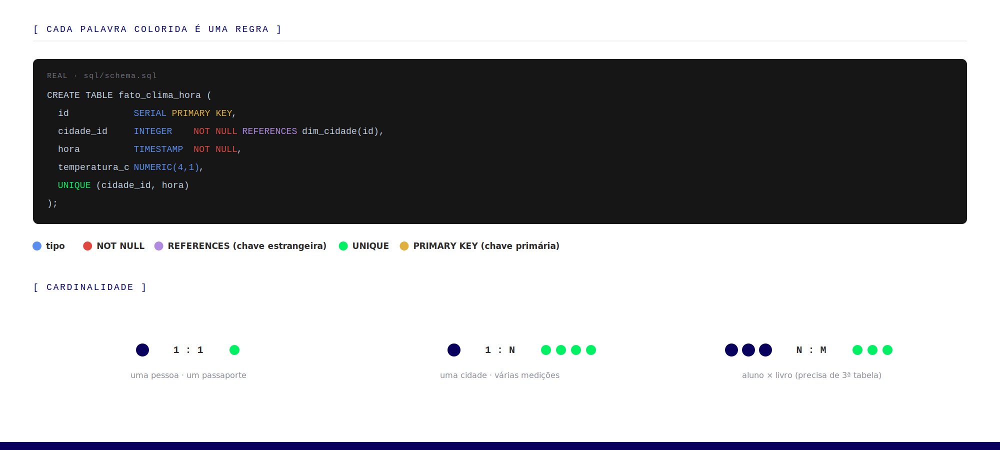 [ CADA PALAVRA COLORIDA É UMA REGRA ]
REAL · sql/schema.sql
CREATE TABLE fato_clima_hora (
id SERIAL PRIMARY KEY,
cidade_id INTEGER NOT NULL REFERENCES dim_cidade(id),
hora TIMESTAMP NOT NULL,
temperatura_c NUMERIC(4,1),
UNIQUE (cidade_id, hora)
);
tipo NOT NULL REFERENCES (chave estrangeira) UNIQUE PRIMARY KEY (chave primária)
[ CARDINALIDADE ]
1 : 1 1 : N N : M
uma pessoa · um passaporte uma cidade · várias medições aluno × livro (precisa de 3ª tabela)